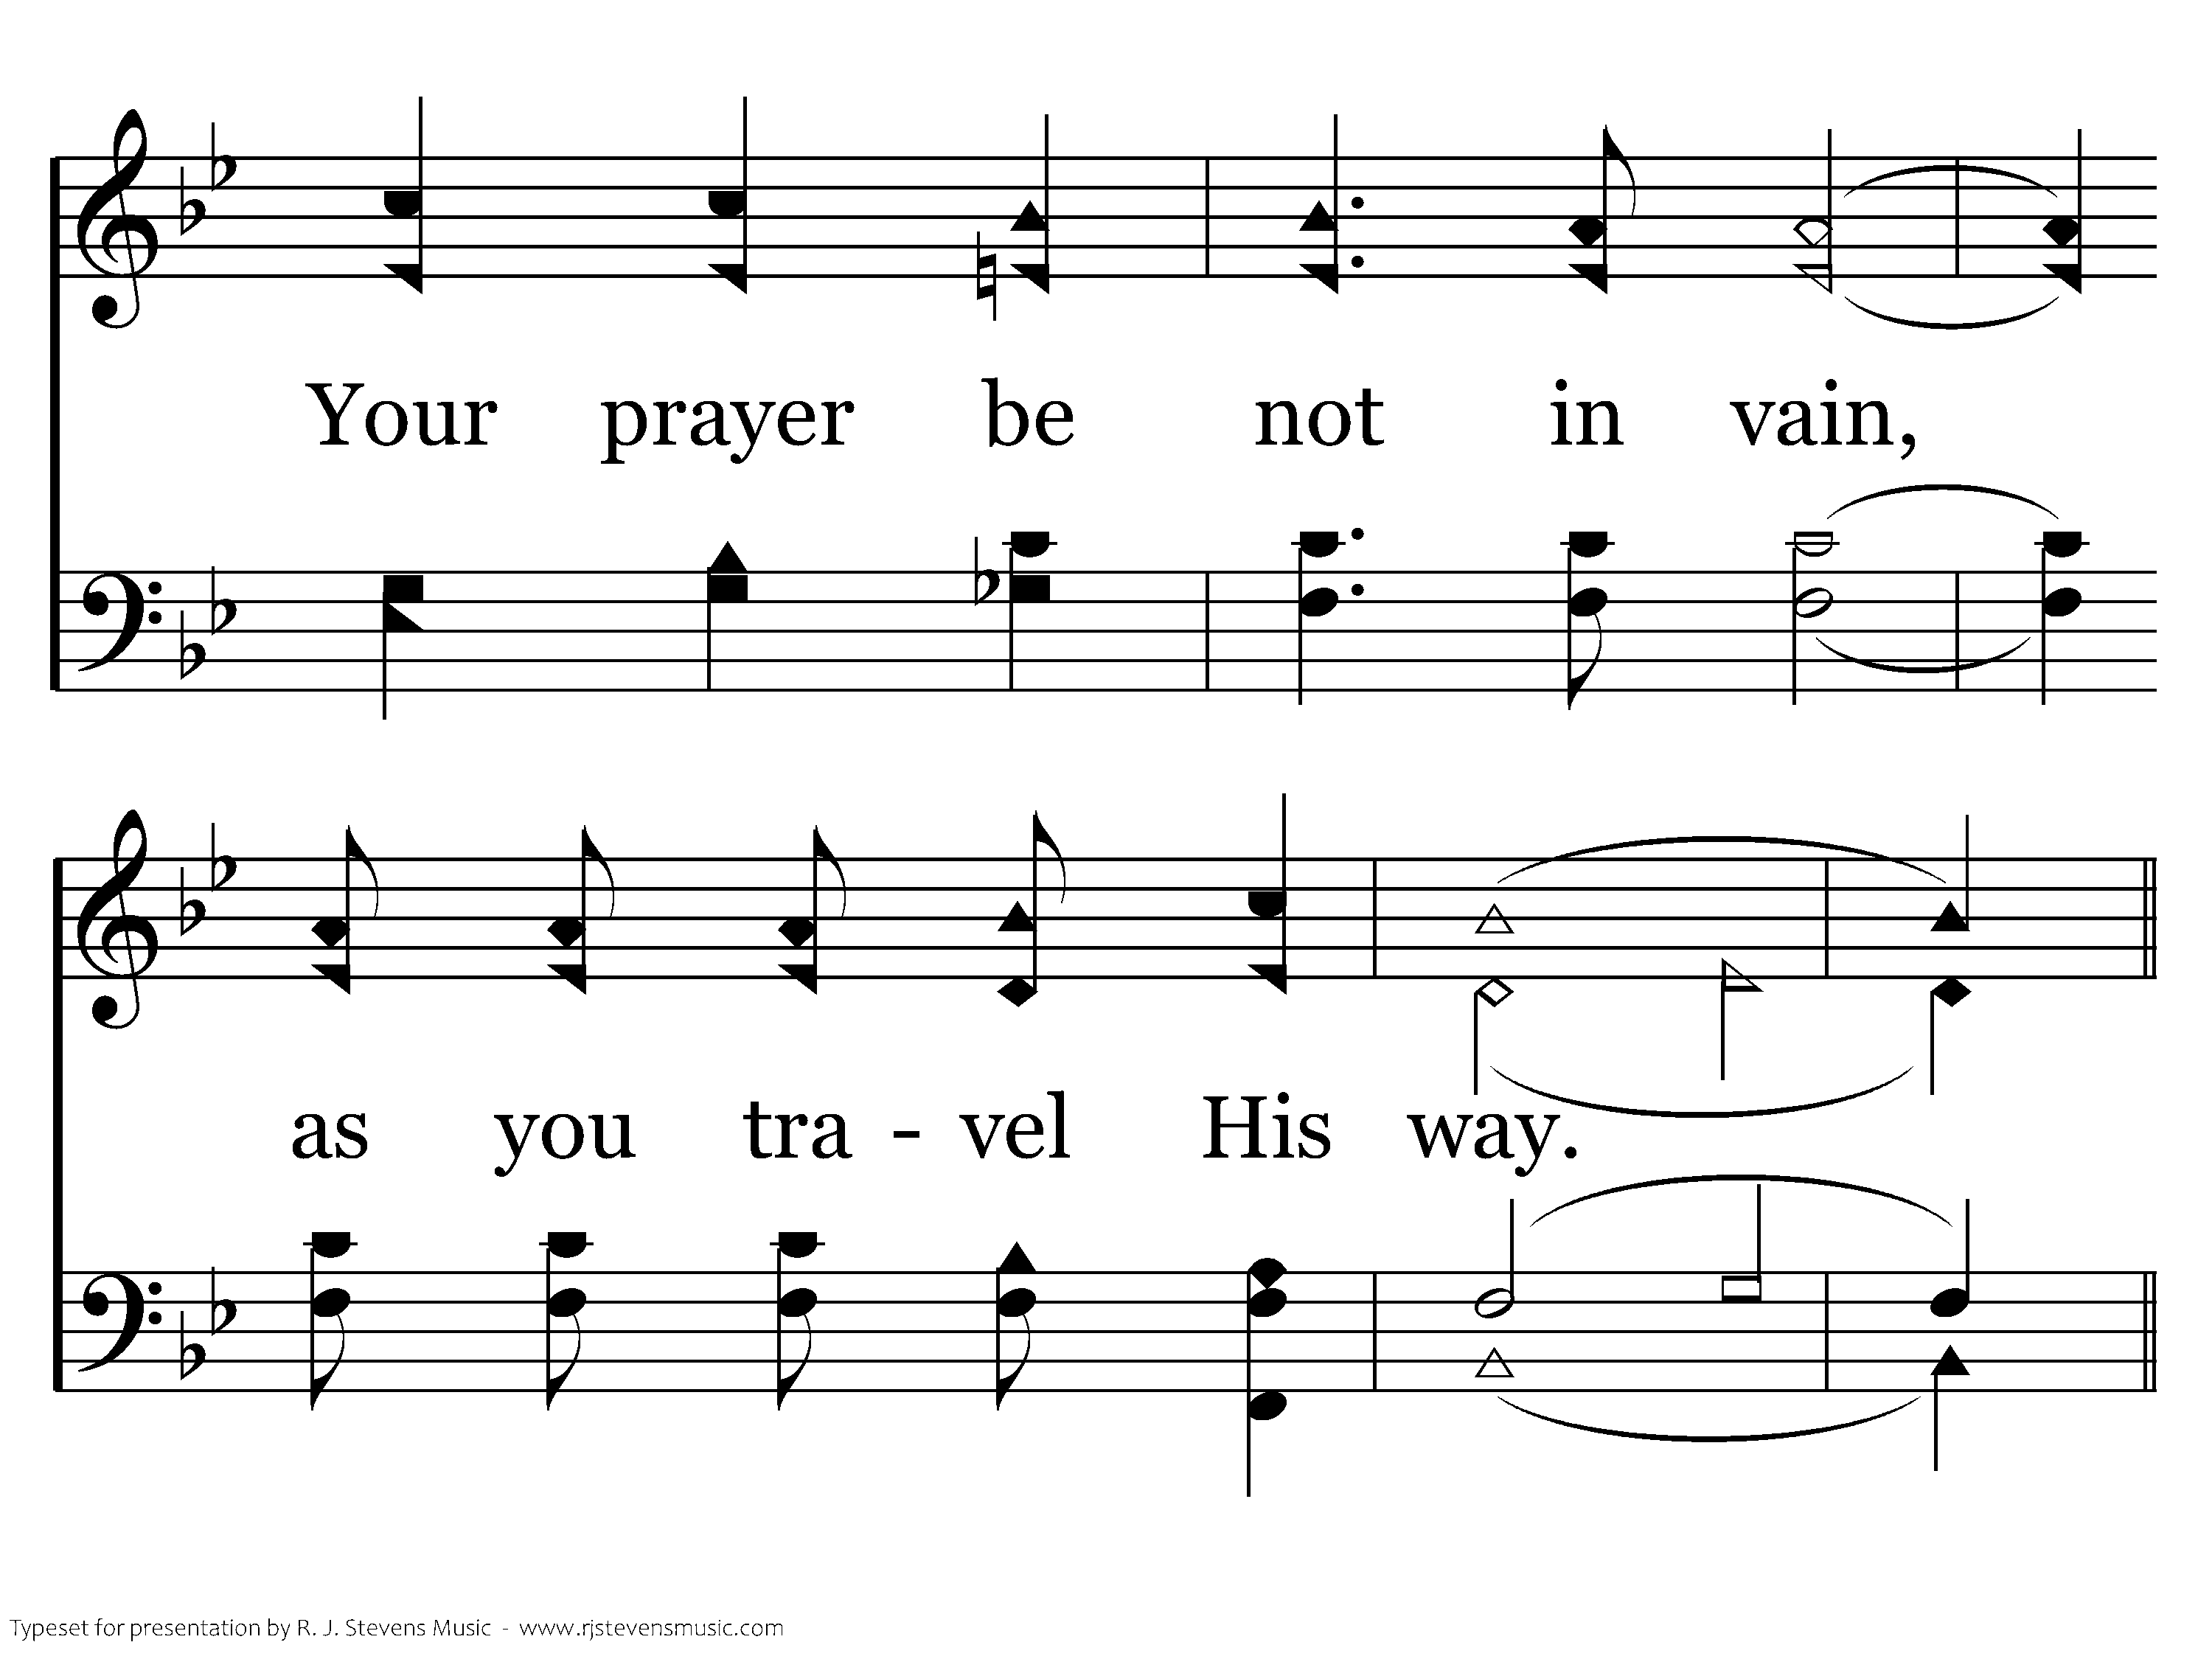 Your prayer be not in vain,
as you tra - vel His way.
Typeset for presentation by R. J. Stevens Music - www.rjstevensmusic.com